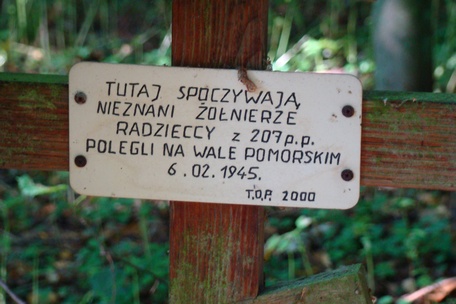 TUTAJ SPOCZYWAJĄ
NIEZNANI ŻOŁNIERZE
RADZIECCY z 207 p.p.
POLEGLI NA WALE POMORSKIM
6.02.1945.
T.O.P. 2000